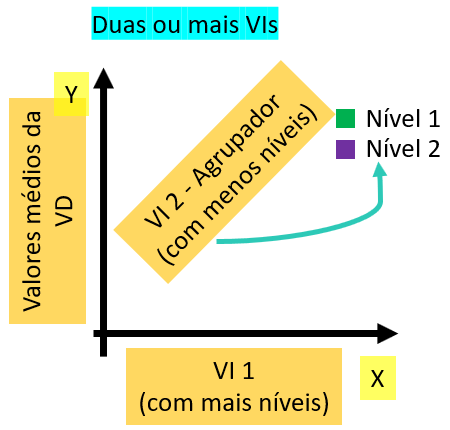 Duas ou mais VIs
Y
Valores médios da
VD
VI 2 - Agrupador
(com menos níveis)
Nível 1
Nível 2
VI 1
(com mais níveis)
X